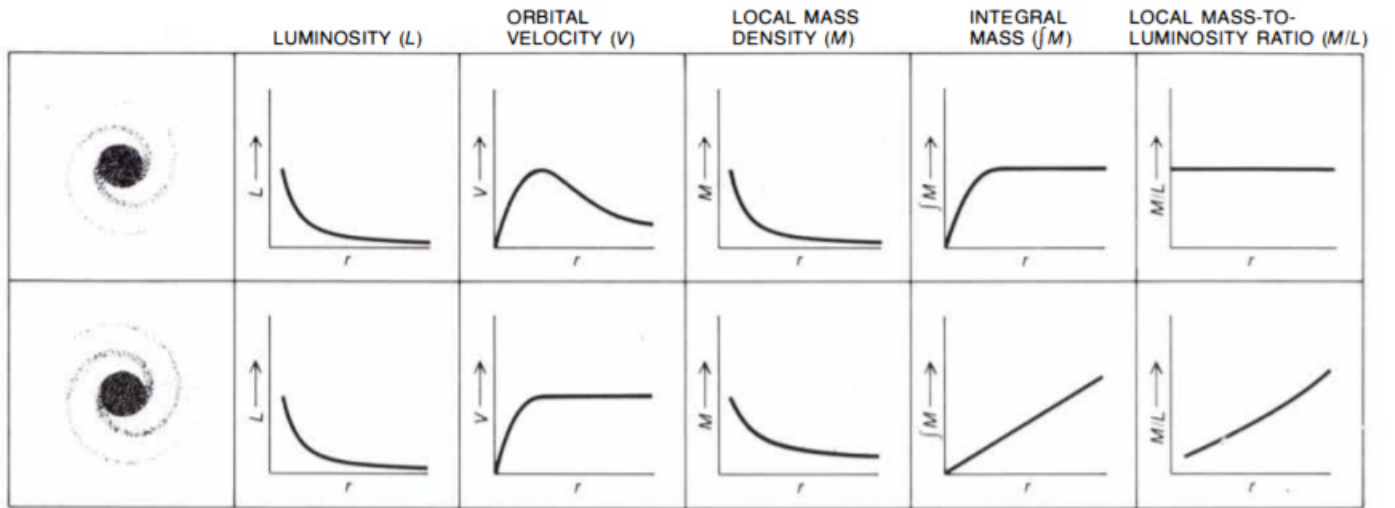 LUMINOSITY (L)
ORBITAL
VELOCITY (V)
LOCAL MASS
DENSITY (M)
INTEGRAL
MASS (∫M)
LOCAL MASS-TO-
LUMINOSITY RATIO (M/L)
L
r
V
r
M
r
∫M
r
M/L
r
L
r
V
r
M
r
∫M
r
M/L
r